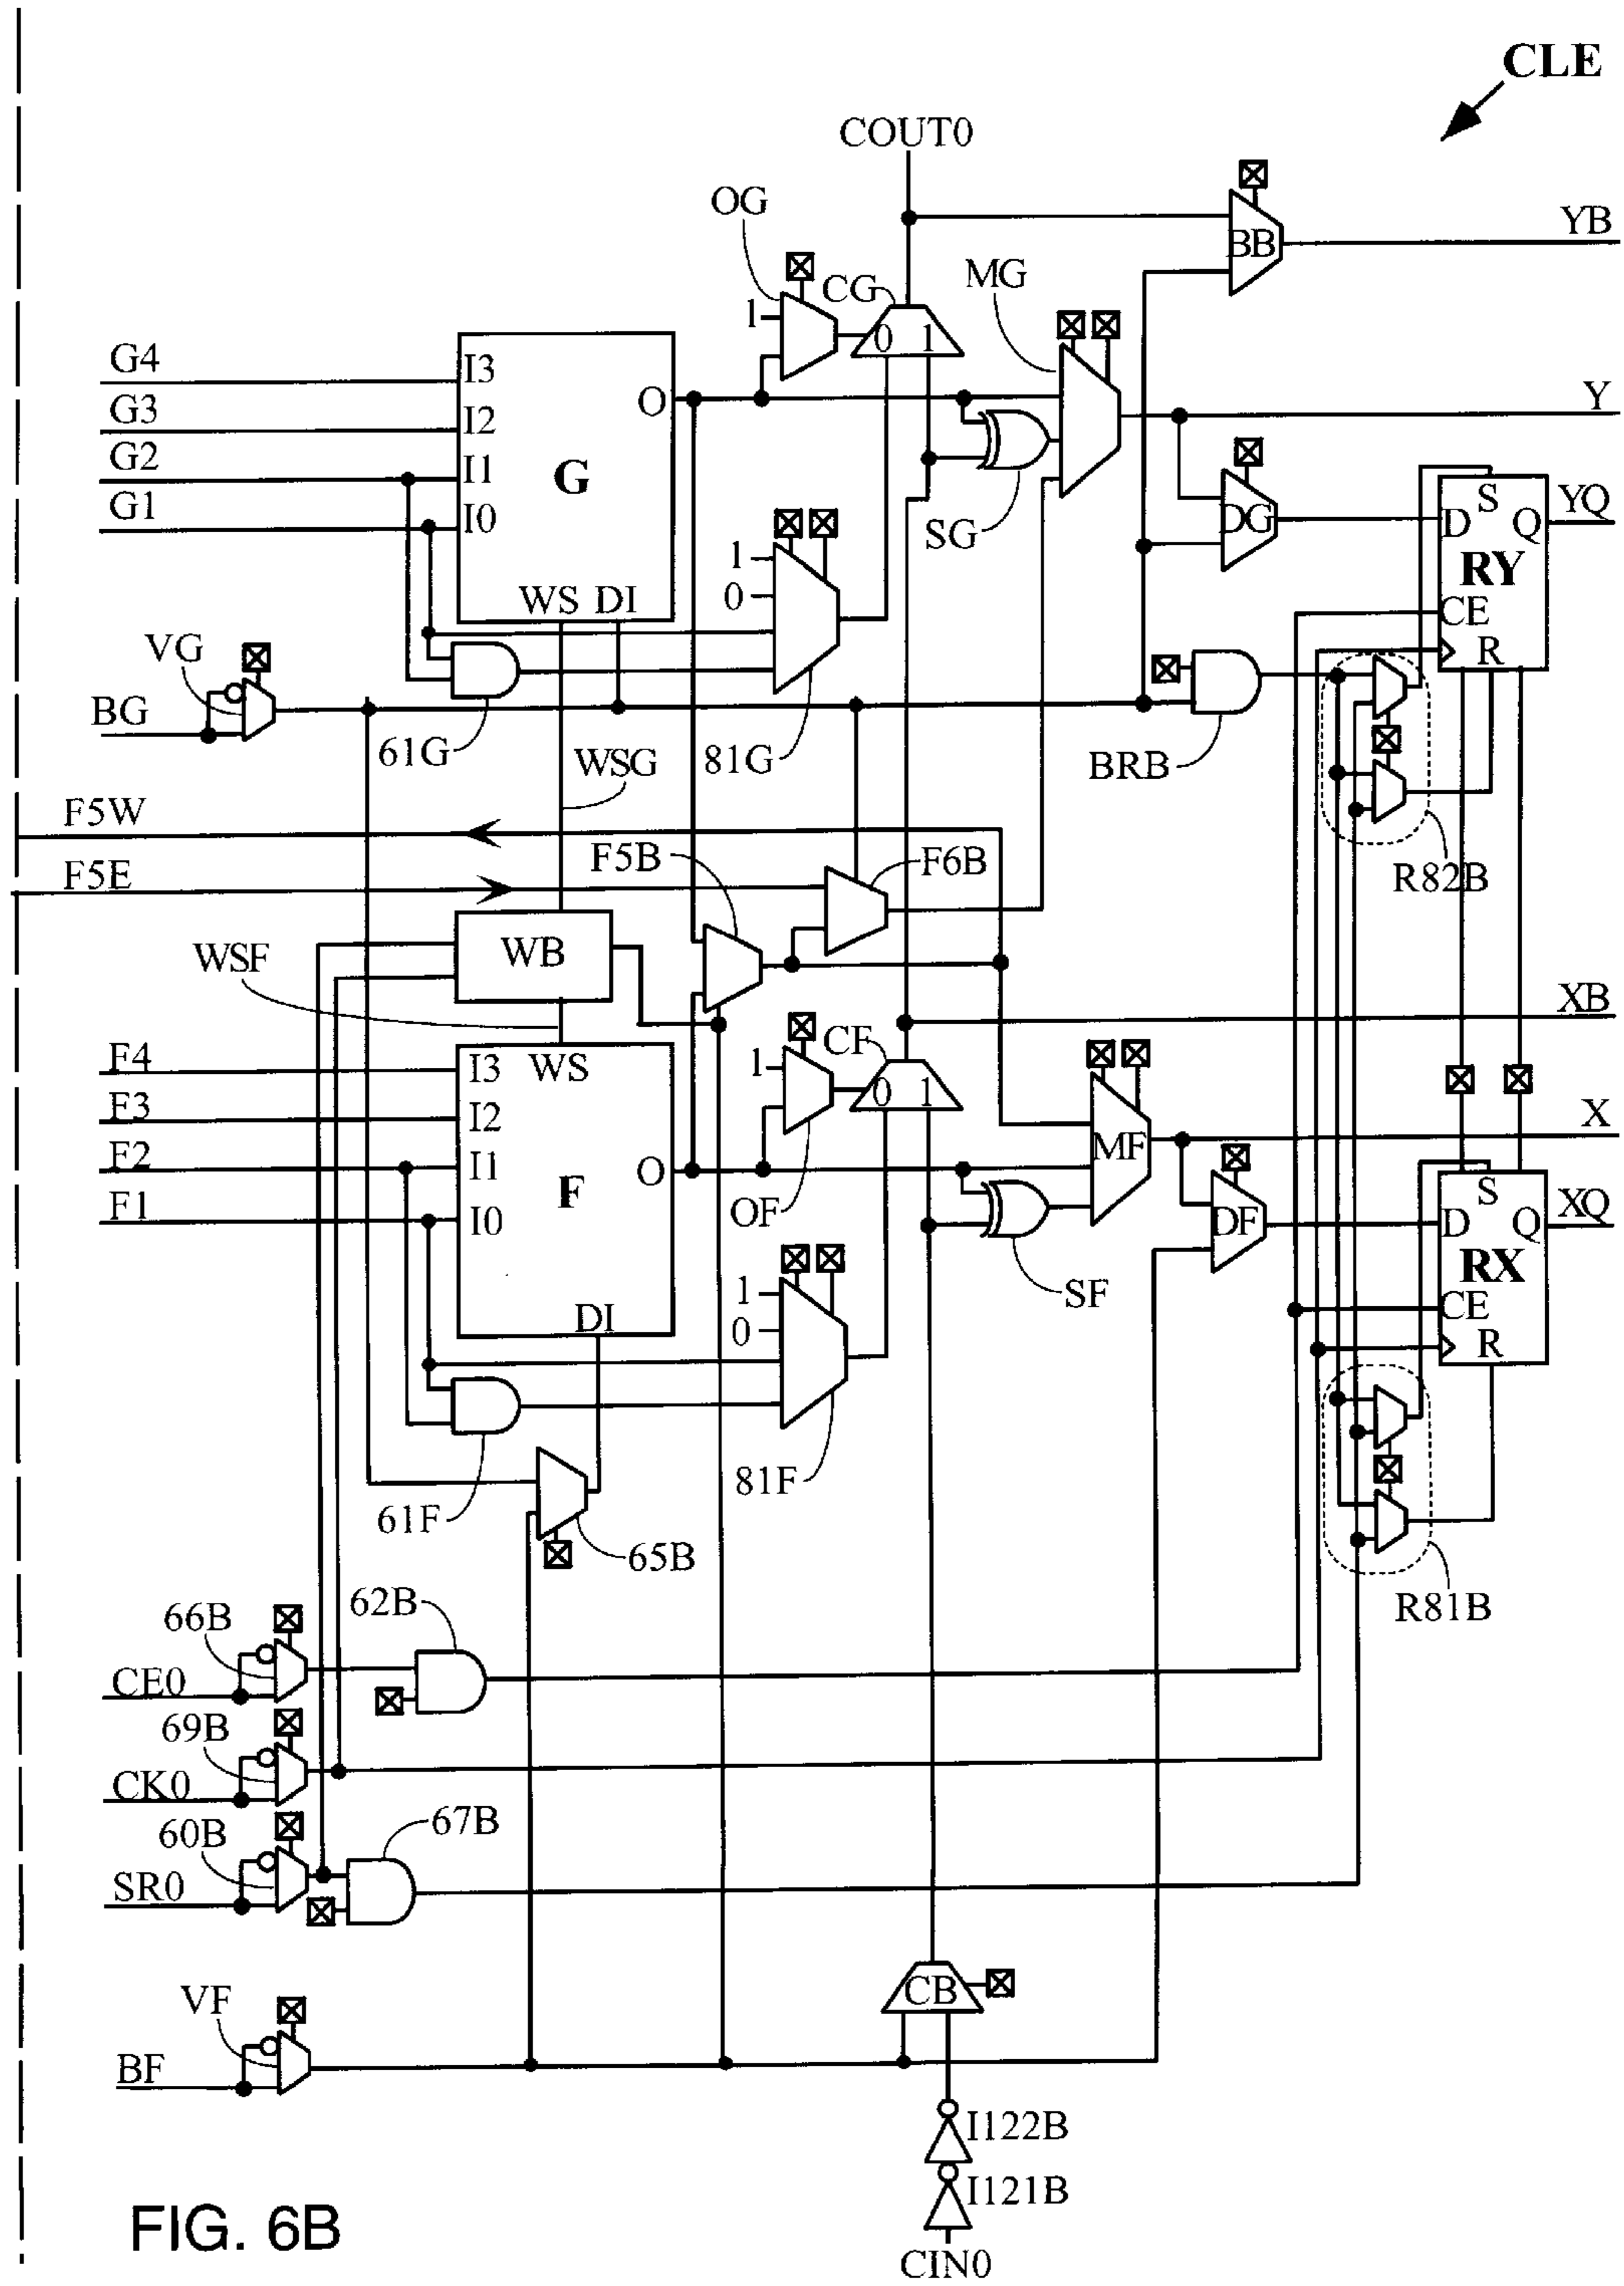 CLE
COUT0
OG
CG
MG
BB
YB
1
0 1
G4
G3
G2
G1
I3
I2
I1
I0
G
O
WS DI
SG
Y
DG
S
D Q
RY
CE
R
YQ
1
0
VG
BG
61G
WSG
81G
BRB
R82B
F5W
F5E
F5B
F6B
WSF
WB
XB
F4
F3
F2
F1
WS
I3
I2
I1
I0
F
O
DI
1
CF
0 1
OF
MF
X
SF
DF
S
D Q
RX
CE
R
XQ
1
0
61F
81F
65B
R81B
66B
62B
CE0
69B
CK0
60B
67B
SR0
VF
BF
CB
I122B
I121B
CIN0
FIG. 6B